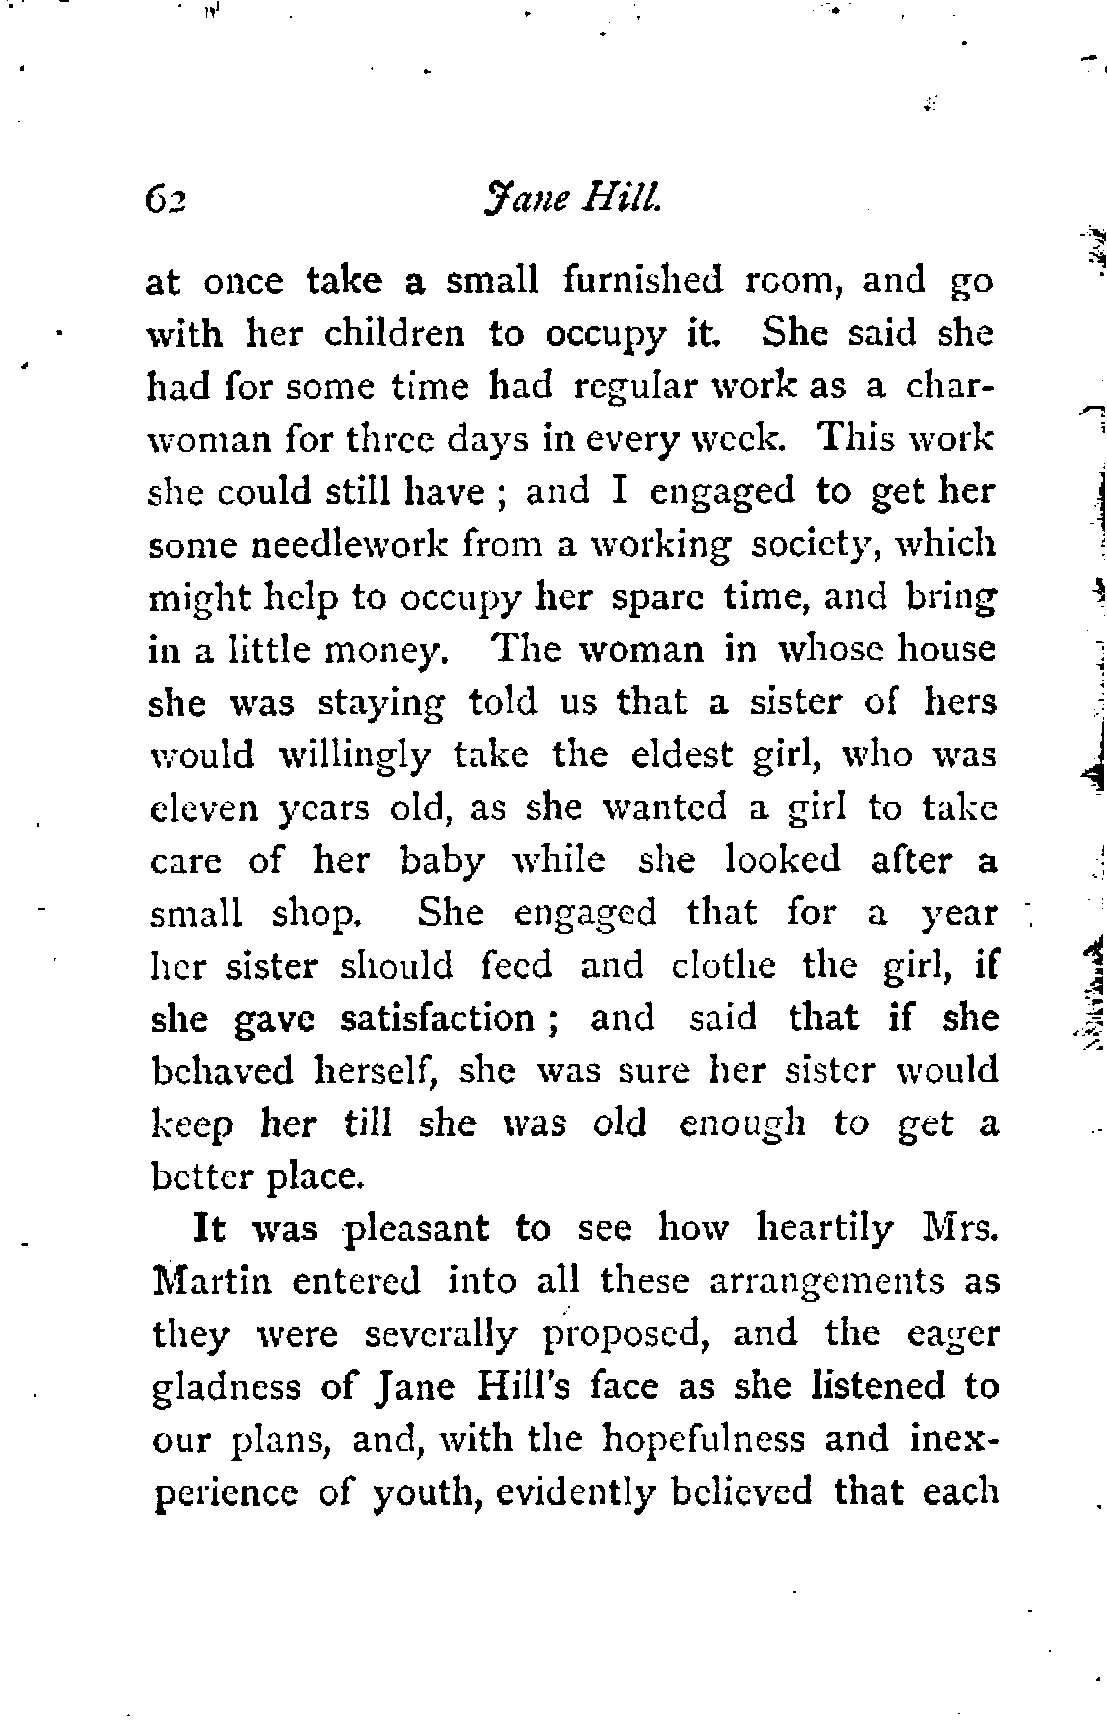 62 Jane Hill.
at once take a small furnished room, and go
with her children to occupy it. She said she
had for some time had regular work as a char-
woman for three days in every week. This work
she could still have ; and I engaged to get her
some needlework from a working society, which
might help to occupy her spare time, and bring
in a little money. The woman in whose house
she was staying told us that a sister of hers
would willingly take the eldest girl, who was
eleven years old, as she wanted a girl to take
care of her baby while she looked after a
small shop. She engaged that for a year
her sister should feed and clothe the girl, if
she gave satisfaction ; and said that if she
behaved herself, she was sure her sister would
keep her till she was old enough to get a
better place.
It was pleasant to see how heartily Mrs.
Martin entered into all these arrangements as
they were severally proposed, and the eager
gladness of Jane Hill's face as she listened to
our plans, and, with the hopefulness and inex-
perience of youth, evidently believed that each